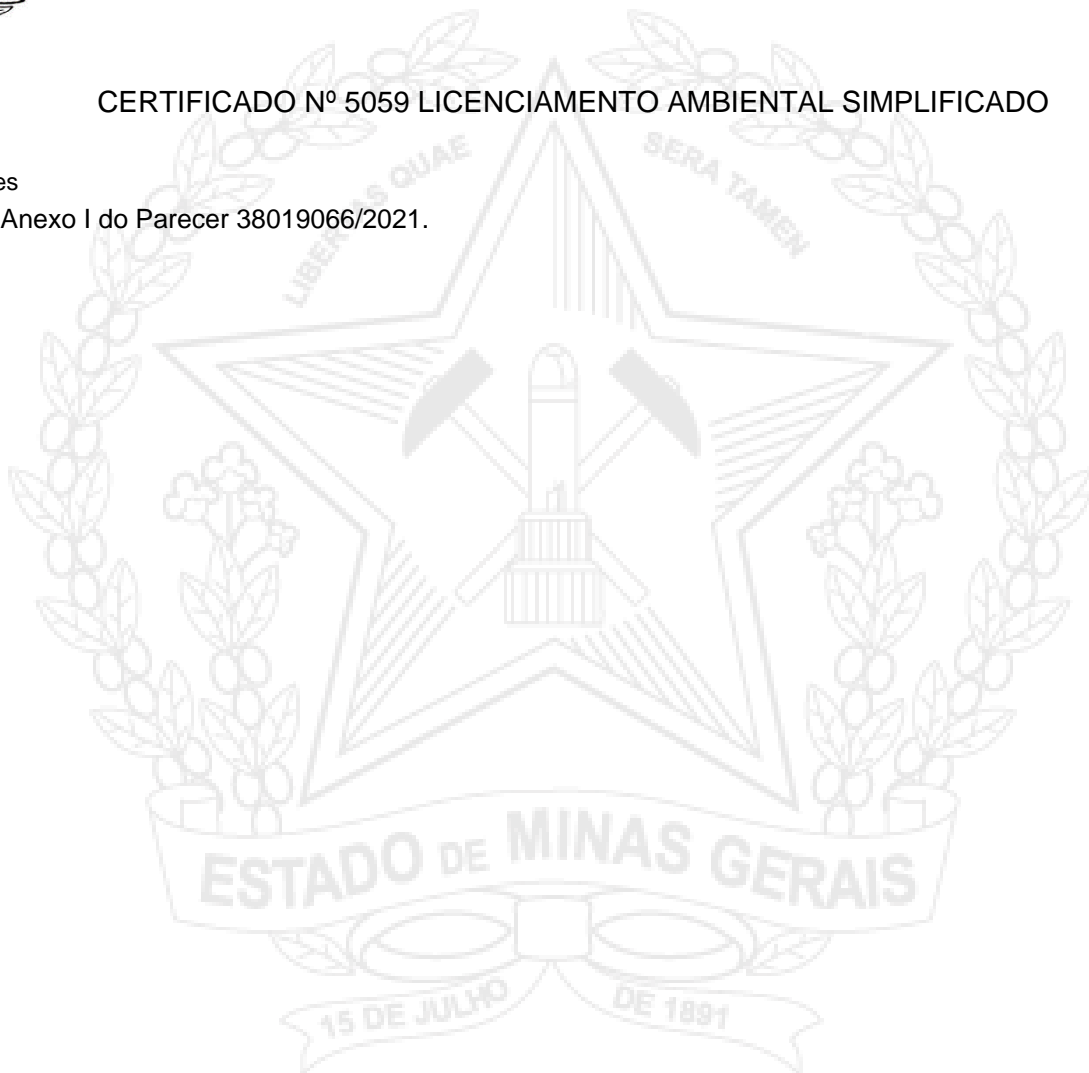 CERTIFICADO Nº 5059 LICENCIAMENTO AMBIENTAL SIMPLIFICADO
es
Anexo I do Parecer 38019066/2021.
LIBERTAS QUAE SERA TAMEN
ESTADO DE MINAS GERAIS
15 DE JULHO DE 1891